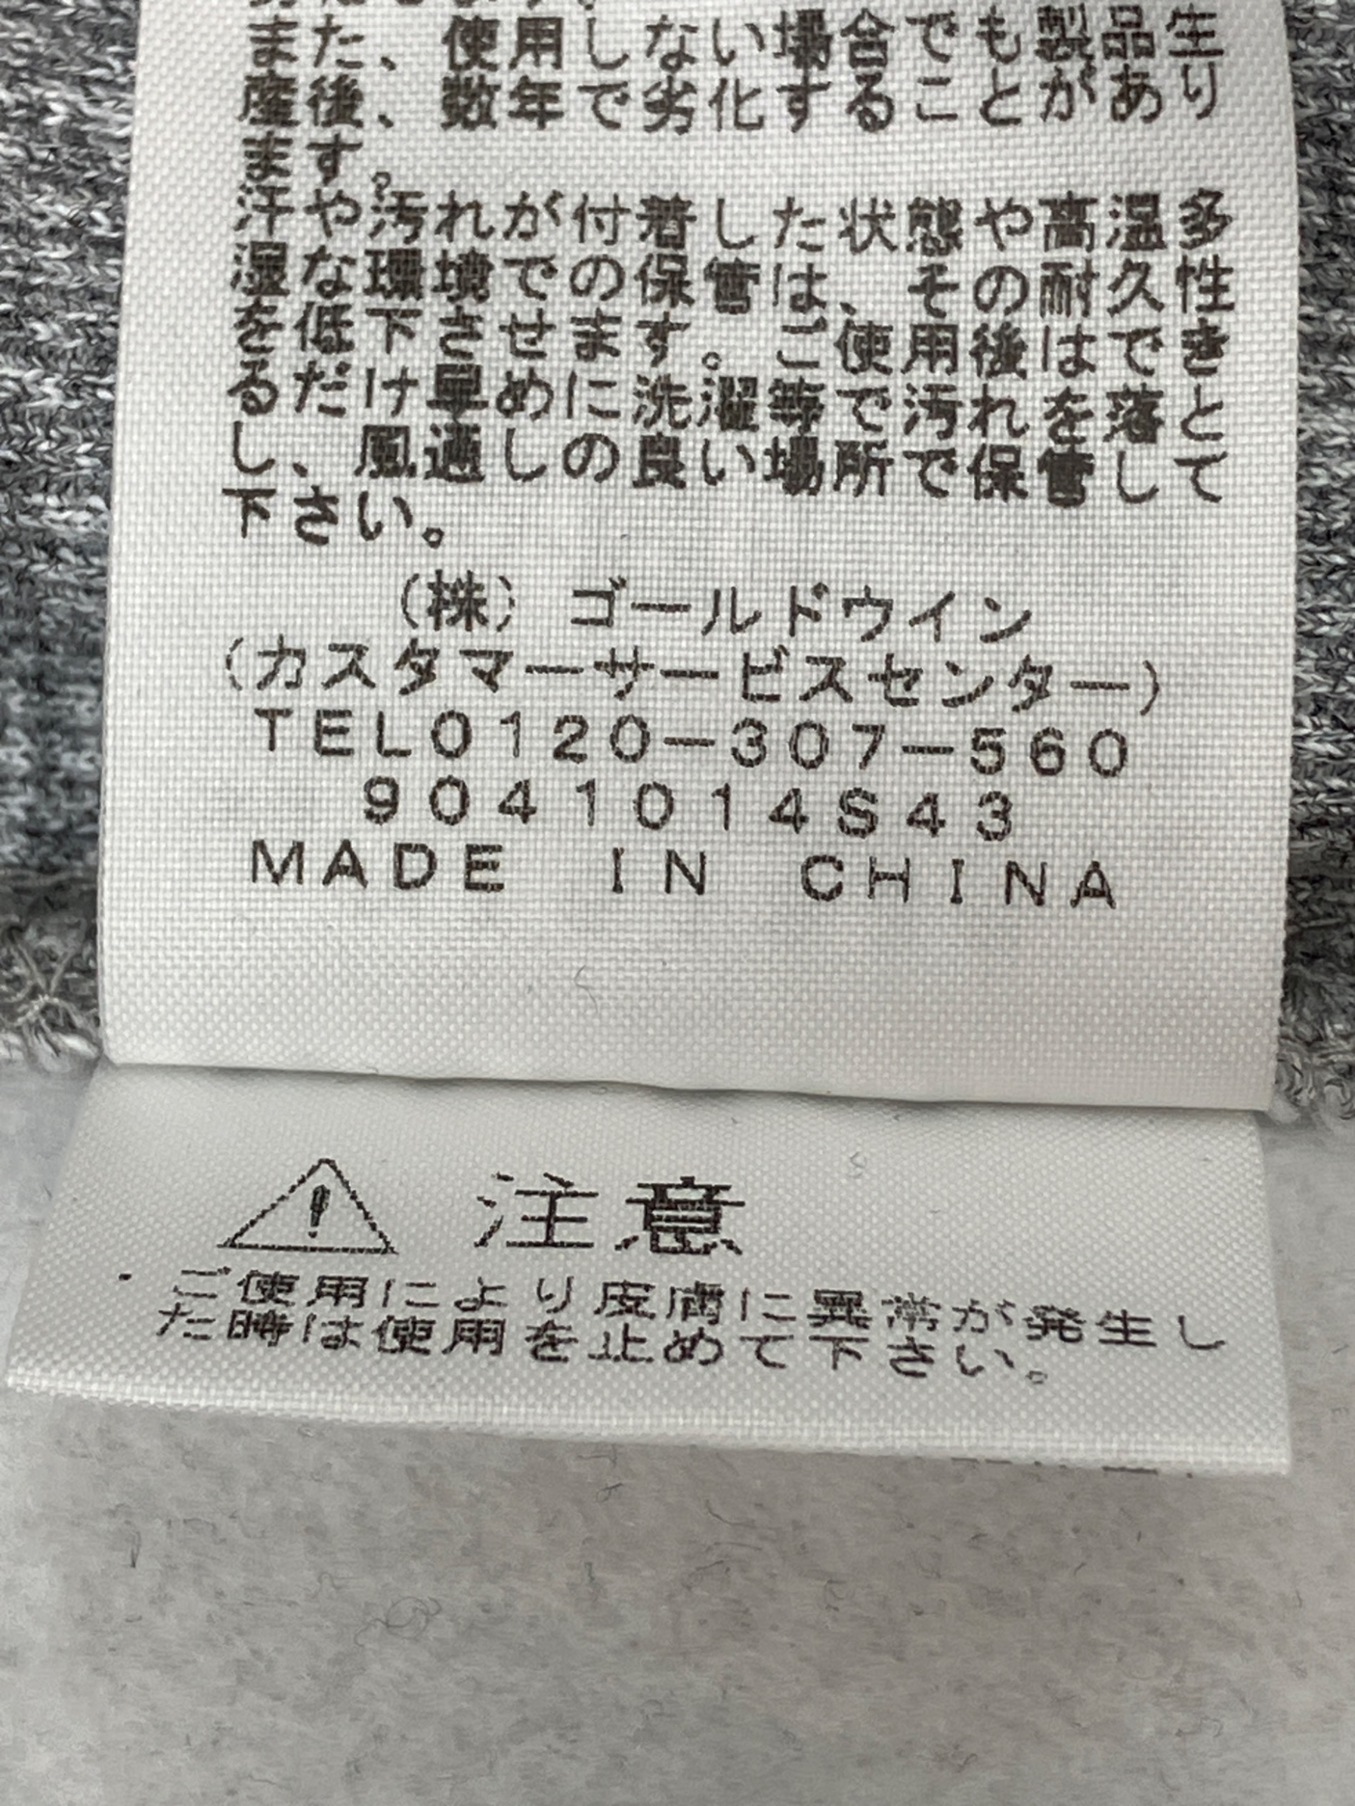 また、使用しない場合でも製品生
産後、数年で劣化することがあり
ます。
汗や汚れが付着した状態や高温多
湿な環境での保管は、その耐久性
を低下させます。ご使用後はでき
るだけ早めに洗濯等で汚れを落と
し、風通しの良い場所で保管して
下さい。
(株)ゴールドウイン
(カスタマーサービスセンター)
TEL0120-307-560
9041014S43
MADE IN CHINA
注意
・ご使用により皮膚に異常が発生し
た時は使用を止めて下さい。